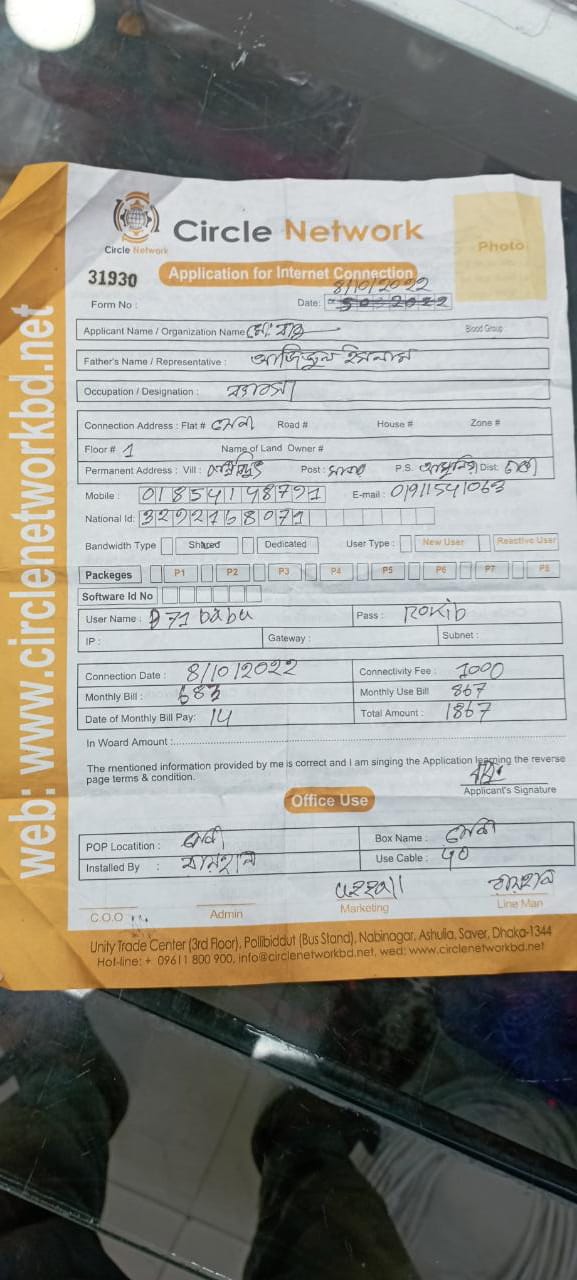 Circle Network
Circle Network
Photo
31930
Application for Internet Connection
8/10/2022
Form No :
Date:
Applicant Name / Organization Name
Blood Group
Father's Name / Representative : আজিজুল ইসলাম
Occupation / Designation : ব্যবসা
Connection Address : Flat # Road # House # Zone #
Floor # 1 Name of Land Owner #
Permanent Address : Vill : Post : সাভার P.S. আশুলিয়া Dist: ঢাকা
Mobile : E-mail : 01911541063
National Id:
Bandwidth Type Shared Dedicated User Type : New User Reactive User
Packeges P1 P2 P3 P4 P5 P6 P7 P8
Software Id No
User Name : Pass : Rokib
IP : Gateway : Subnet :
Connection Date : 8/10/2022 Connectivity Fee : 1000
Monthly Bill : 683 Monthly Use Bill 867
Date of Monthly Bill Pay: 14 Total Amount : 1867
In Woard Amount :
The mentioned information provided by me is correct and I am singing the Application learning the reverse
page terms & condition.
Applicant's Signature
Office Use
POP Locatition : Box Name :
Installed By : Use Cable : 40
C.O.O Admin Marketing Line Man
Unity Trade Center (3rd Floor), Pollibiddut (Bus Stand), Nabinagar, Ashulia, Saver, Dhaka-1344
Hot-line: + 09611 800 900, info@circlenetworkbd.net, wed: www.circlenetworkbd.net
web: www.circlenetworkbd.net